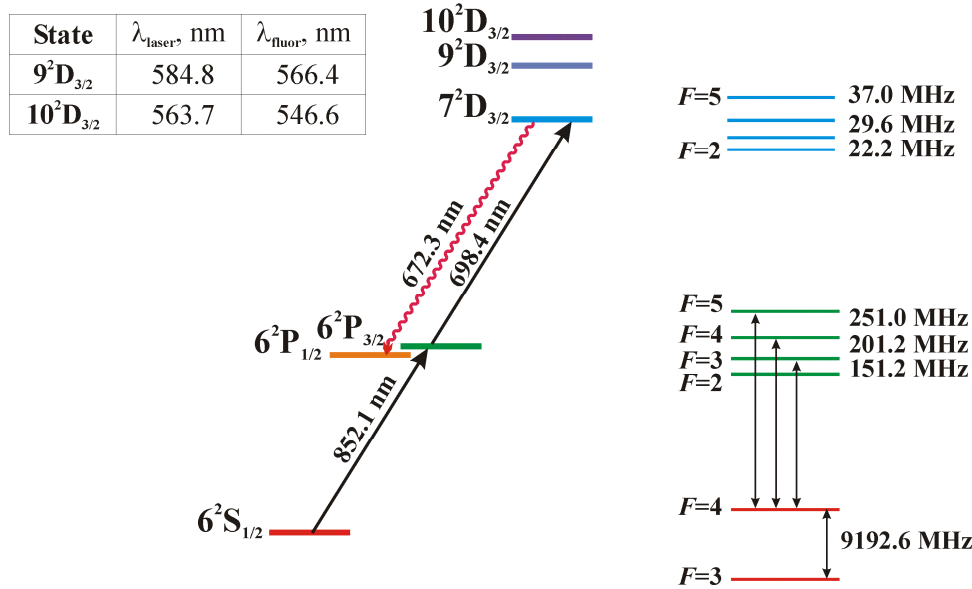 State λlaser, nm λfluor, nm
9²D3/2 584.8 566.4
10²D3/2 563.7 546.6
10²D3/2
9²D3/2
7²D3/2
672.3 nm
698.4 nm
6²P1/2
6²P3/2
852.1 nm
6²S1/2
F=5
37.0 MHz
29.6 MHz
F=2
22.2 MHz
F=5
251.0 MHz
F=4
201.2 MHz
F=3
151.2 MHz
F=2
F=4
9192.6 MHz
F=3